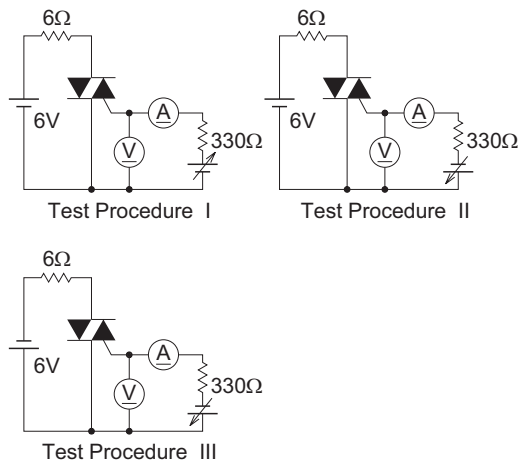 6Ω
6V
A
V
330Ω
Test Procedure I
6Ω
6V
A
V
330Ω
Test Procedure II
6Ω
6V
A
V
330Ω
Test Procedure III